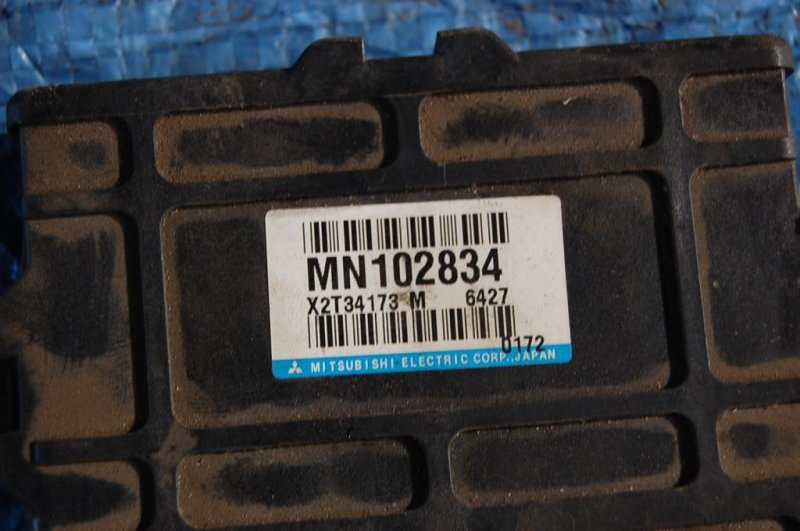 MN102834
X2T34173 M 6427
0172
MITSUBISHI ELECTRIC CORP. JAPAN